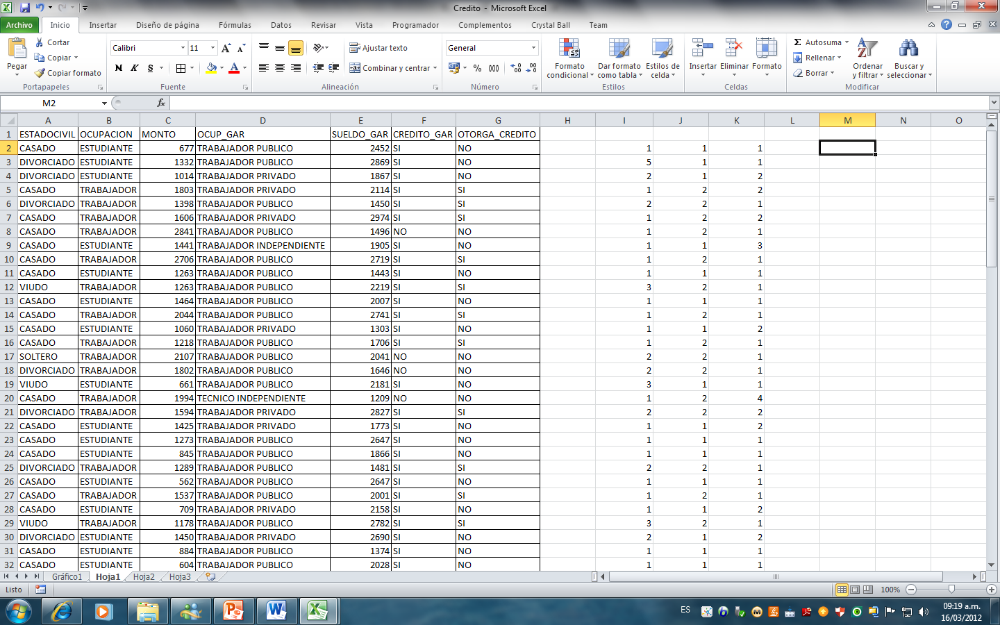 Credito - Microsoft Excel
Archivo Inicio Insertar Diseño de página Fórmulas Datos Revisar Vista Programador Complementos Crystal Ball Team
Pegar Cortar Copiar Copiar formato Portapapeles
Calibri 11 N K S Fuente
Ajustar texto Combinar y centrar Alineación
General % 000 Número
Formato condicional Dar formato como tabla Estilos de celda Estilos
Insertar Eliminar Formato Celdas
Σ Autosuma Rellenar Borrar Ordenar y filtrar Buscar y seleccionar Modificar
M2 fx
A B C D E F G H I J K L M N O
1 ESTADOCIVIL OCUPACION MONTO OCUP_GAR SUELDO_GAR CREDITO_GAR OTORGA_CREDITO
2 CASADO ESTUDIANTE 677 TRABAJADOR PUBLICO 2452 SI NO 1 1 1
3 DIVORCIADO ESTUDIANTE 1332 TRABAJADOR PUBLICO 2869 SI NO 5 1 1
4 DIVORCIADO ESTUDIANTE 1014 TRABAJADOR PRIVADO 1867 SI NO 2 1 2
5 CASADO TRABAJADOR 1803 TRABAJADOR PRIVADO 2114 SI SI 1 2 2
6 DIVORCIADO TRABAJADOR 1398 TRABAJADOR PUBLICO 1450 SI SI 2 2 1
7 CASADO TRABAJADOR 1606 TRABAJADOR PRIVADO 2974 SI SI 1 2 2
8 CASADO TRABAJADOR 2841 TRABAJADOR PUBLICO 1496 NO NO 1 2 1
9 CASADO ESTUDIANTE 1441 TRABAJADOR INDEPENDIENTE 1905 SI NO 1 1 3
10 CASADO TRABAJADOR 2706 TRABAJADOR PUBLICO 2719 SI SI 1 2 1
11 CASADO ESTUDIANTE 1263 TRABAJADOR PUBLICO 1443 SI NO 1 1 1
12 VIUDO TRABAJADOR 1263 TRABAJADOR PUBLICO 2219 SI SI 3 2 1
13 CASADO ESTUDIANTE 1464 TRABAJADOR PUBLICO 2007 SI NO 1 1 1
14 CASADO TRABAJADOR 2044 TRABAJADOR PUBLICO 2741 SI SI 1 2 1
15 CASADO ESTUDIANTE 1060 TRABAJADOR PRIVADO 1303 SI NO 1 1 2
16 CASADO TRABAJADOR 1218 TRABAJADOR PUBLICO 1706 SI SI 1 2 1
17 SOLTERO TRABAJADOR 2107 TRABAJADOR PUBLICO 2041 NO NO 2 2 1
18 DIVORCIADO TRABAJADOR 1802 TRABAJADOR PUBLICO 1646 NO NO 2 2 1
19 VIUDO ESTUDIANTE 661 TRABAJADOR PUBLICO 2181 SI NO 3 1 1
20 CASADO TRABAJADOR 1994 TECNICO INDEPENDIENTE 1209 NO NO 1 2 4
21 DIVORCIADO TRABAJADOR 1594 TRABAJADOR PRIVADO 2827 SI SI 2 2 2
22 CASADO ESTUDIANTE 1425 TRABAJADOR PRIVADO 1773 SI NO 1 1 2
23 CASADO ESTUDIANTE 1273 TRABAJADOR PUBLICO 2647 SI NO 1 1 1
24 CASADO ESTUDIANTE 845 TRABAJADOR PUBLICO 1866 SI NO 1 1 1
25 DIVORCIADO TRABAJADOR 1289 TRABAJADOR PUBLICO 1481 SI SI 2 2 1
26 CASADO ESTUDIANTE 562 TRABAJADOR PUBLICO 2647 SI NO 1 1 1
27 CASADO TRABAJADOR 1537 TRABAJADOR PUBLICO 2001 SI SI 1 2 1
28 CASADO ESTUDIANTE 709 TRABAJADOR PRIVADO 2158 SI NO 1 1 2
29 VIUDO TRABAJADOR 1178 TRABAJADOR PUBLICO 2782 SI SI 3 2 1
30 DIVORCIADO ESTUDIANTE 1450 TRABAJADOR PRIVADO 2690 SI NO 2 1 2
31 CASADO ESTUDIANTE 884 TRABAJADOR PUBLICO 1374 SI NO 1 1 1
32 CASADO ESTUDIANTE 604 TRABAJADOR PUBLICO 2028 SI NO 1 1 1
Gráfico1 Hoja1 Hoja2 Hoja3
Listo 100%
ES 09:19 a.m.
16/03/2012